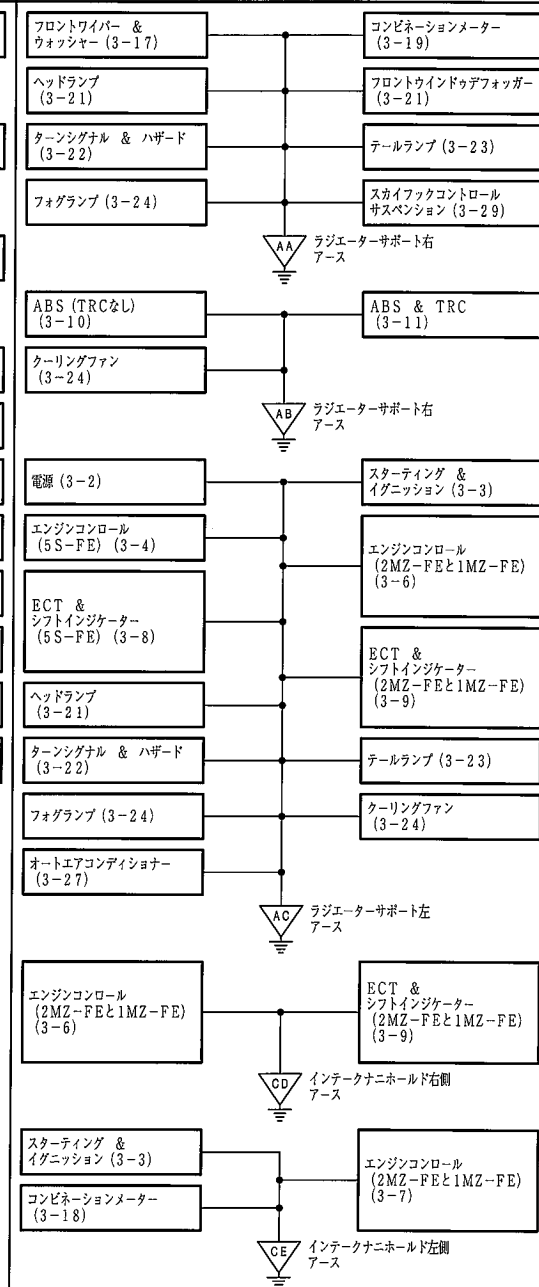 フロントワイパー &
ウォッシャー (3-17)
コンビネーションメーター
(3-19)
ヘッドランプ
(3-21)
フロントウインドゥデフォッガー
(3-21)
ターンシグナル & ハザード
(3-22)
テールランプ (3-23)
フォグランプ (3-24)
スカイフックコントロール
サスペンション (3-29)
AA
ラジエーターサポート右
アース
ABS (TRCなし)
(3-10)
ABS & TRC
(3-11)
クーリングファン
(3-24)
AB
ラジエーターサポート右
アース
電源 (3-2)
スターティング &
イグニッション (3-3)
エンジンコンロール
(5S-FE) (3-4)
エンジンコントロール
(2MZ-FEと1MZ-FE)
(3-6)
ECT &
シフトインジケーター
(5S-FE) (3-8)
ECT &
シフトインジケーター
(2MZ-FEと1MZ-FE)
(3-9)
ヘッドランプ
(3-21)
ターンシグナル & ハザード
(3-22)
テールランプ (3-23)
フォグランプ (3-24)
クーリングファン
(3-24)
オートエアコンディショナー
(3-27)
AC
ラジエーターサポート左
アース
エンジンコントロール
(2MZ-FEと1MZ-FE)
(3-6)
ECT &
シフトインジケーター
(2MZ-FEと1MZ-FE)
(3-9)
CD
インテークナニホールド右側
アース
スターティング &
イグニッション (3-3)
エンジンコントロール
(2MZ-FEと1MZ-FE)
(3-7)
コンビネーションメーター
(3-18)
CE
インテークナニホールド左側
アース